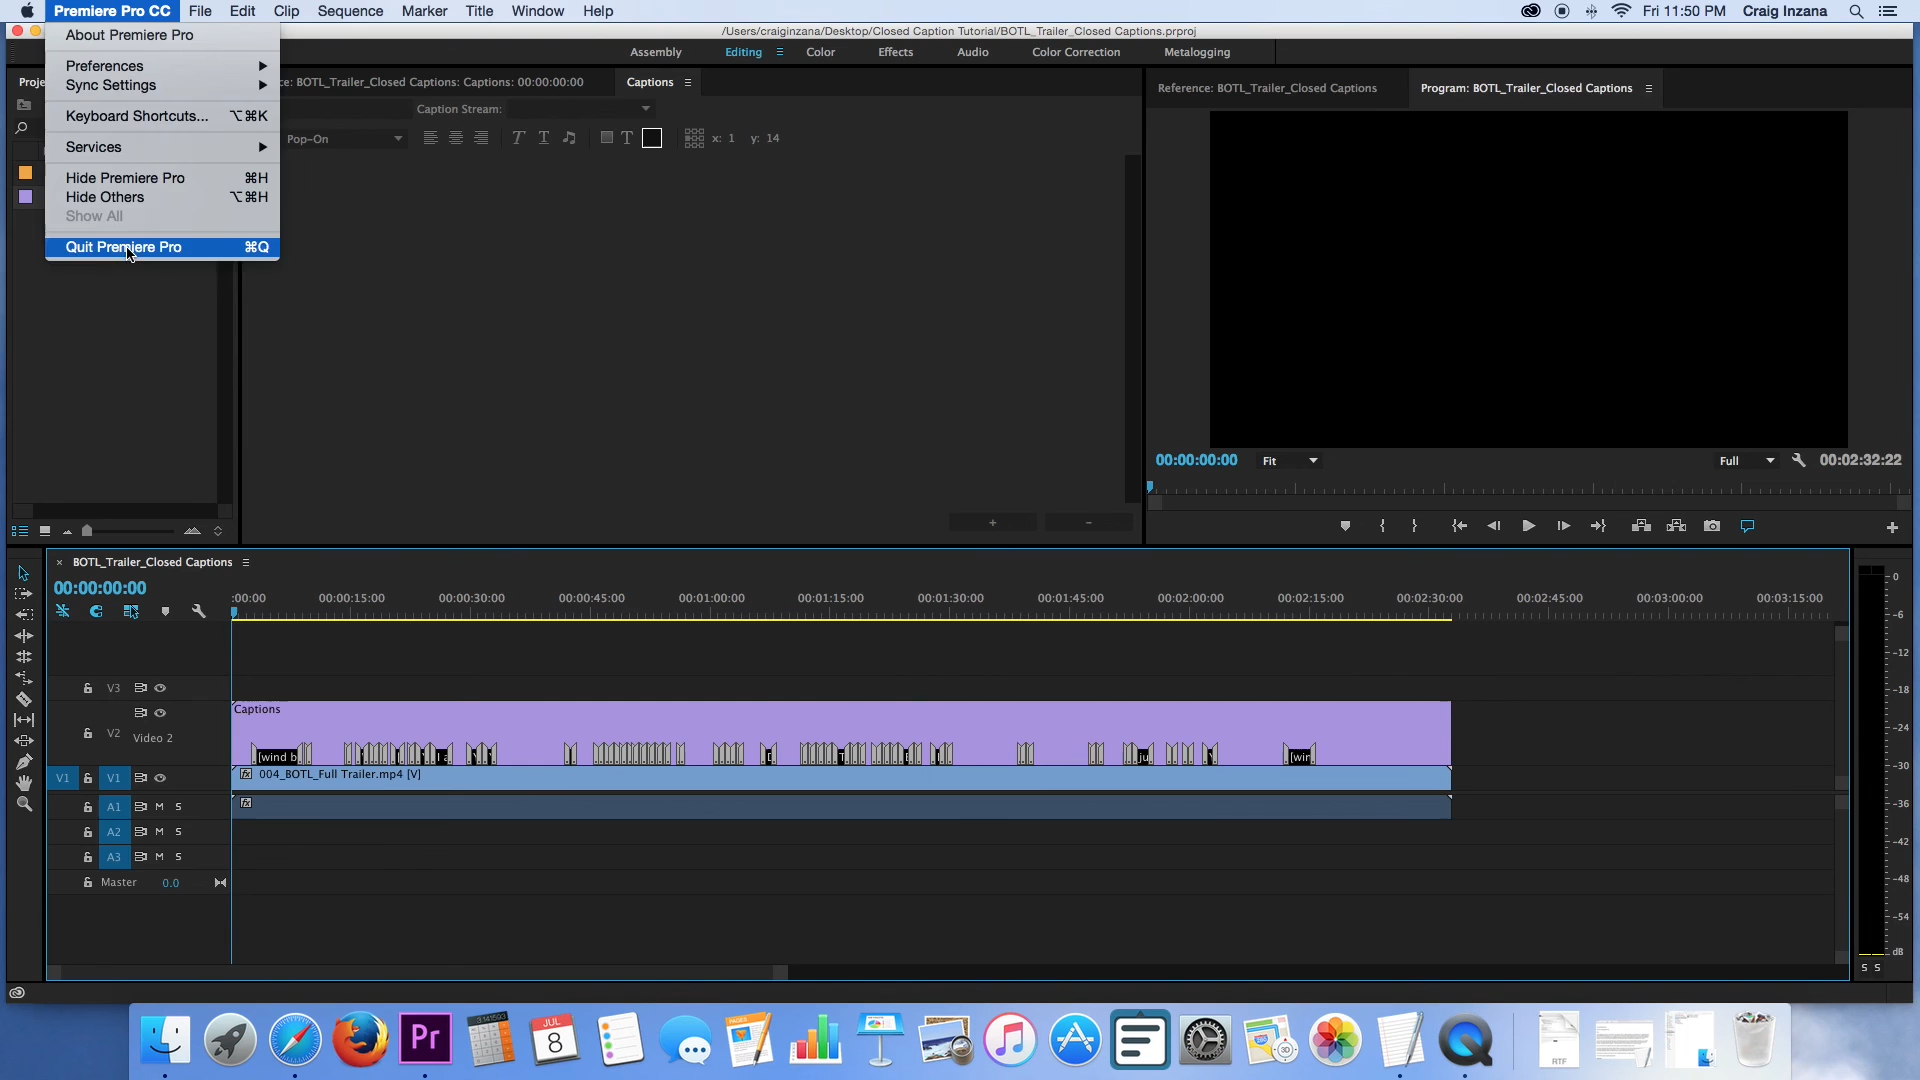 Premiere Pro CC File Edit Clip Sequence Marker Title Window Help Fri 11:50 PM Craig Inzana
/Users/craiginzana/Desktop/Closed Caption Tutorial/BOTL_Trailer_Closed Captions.prproj
Assembly Editing Color Effects Audio Color Correction Metalogging
About Premiere Pro
Preferences
Sync Settings
Keyboard Shortcuts... ⌥⌘K
Services
Hide Premiere Pro ⌘H
Hide Others ⌥⌘H
Show All
Quit Premiere Pro ⌘Q
Proje
ce: BOTL_Trailer_Closed Captions: Captions: 00:00:00:00 Captions
Caption Stream:
Pop-On T T T x: 1 y: 14
+ -
Reference: BOTL_Trailer_Closed Captions Program: BOTL_Trailer_Closed Captions
00:00:00:00 Fit Full 00:02:32:22
× BOTL_Trailer_Closed Captions
00:00:00:00
:00:00 00:00:15:00 00:00:30:00 00:00:45:00 00:01:00:00 00:01:15:00 00:01:30:00 00:01:45:00 00:02:00:00 00:02:15:00 00:02:30:00 00:02:45:00 00:03:00:00 00:03:15:00
V3
Captions
V2 Video 2
[wind b ju [win
V1 V1 fx 004_BOTL_Full Trailer.mp4 [V]
A1 M S fx
A2 M S
A3 M S
Master 0.0
0
-6
-12
-18
-24
-30
-36
-42
-48
-54
dB
S S
Pr
JUL
8
PAGES
3D
RTF